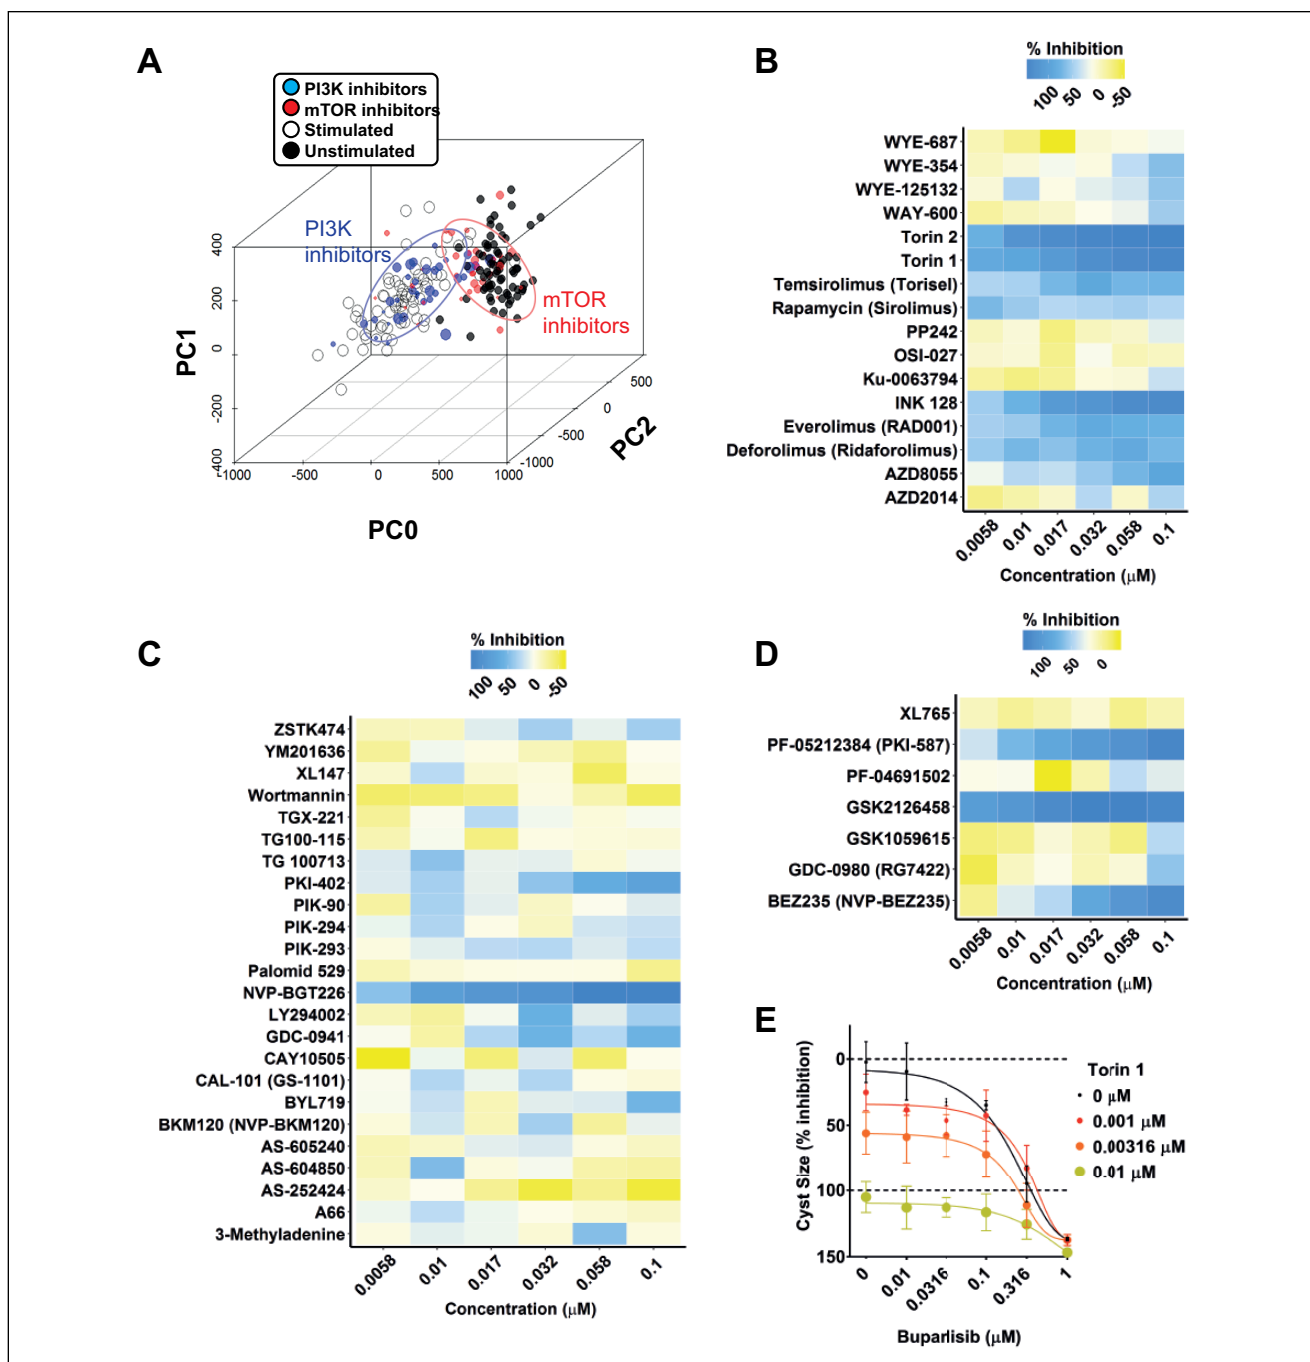 A
PI3K inhibitors
mTOR inhibitors
Stimulated
Unstimulated
PI3K
inhibitors
mTOR
inhibitors
400
200
0
-200
-400
PC1
-1000
-500
0
500
1000
PC0
-1000
-500
0
500
PC2
B
% Inhibition
100
50
0
-50
WYE-687
WYE-354
WYE-125132
WAY-600
Torin 2
Torin 1
Temsirolimus (Torisel)
Rapamycin (Sirolimus)
PP242
OSI-027
Ku-0063794
INK 128
Everolimus (RAD001)
Deforolimus (Ridaforolimus)
AZD8055
AZD2014
0.0058
0.01
0.017
0.032
0.058
0.1
Concentration (µM)
C
% Inhibition
100
50
0
-50
ZSTK474
YM201636
XL147
Wortmannin
TGX-221
TG100-115
TG 100713
PKI-402
PIK-90
PIK-294
PIK-293
Palomid 529
NVP-BGT226
LY294002
GDC-0941
CAY10505
CAL-101 (GS-1101)
BYL719
BKM120 (NVP-BKM120)
AS-605240
AS-604850
AS-252424
A66
3-Methyladenine
0.0058
0.01
0.017
0.032
0.058
0.1
Concentration (µM)
D
% Inhibition
100
50
0
XL765
PF-05212384 (PKI-587)
PF-04691502
GSK2126458
GSK1059615
GDC-0980 (RG7422)
BEZ235 (NVP-BEZ235)
0.0058
0.01
0.017
0.032
0.058
0.1
Concentration (µM)
E
Cyst Size (% inhibition)
0
50
100
150
Torin 1
0 µM
0.001 µM
0.00316 µM
0.01 µM
0
0.01
0.0316
0.1
0.316
1
Buparlisib (µM)